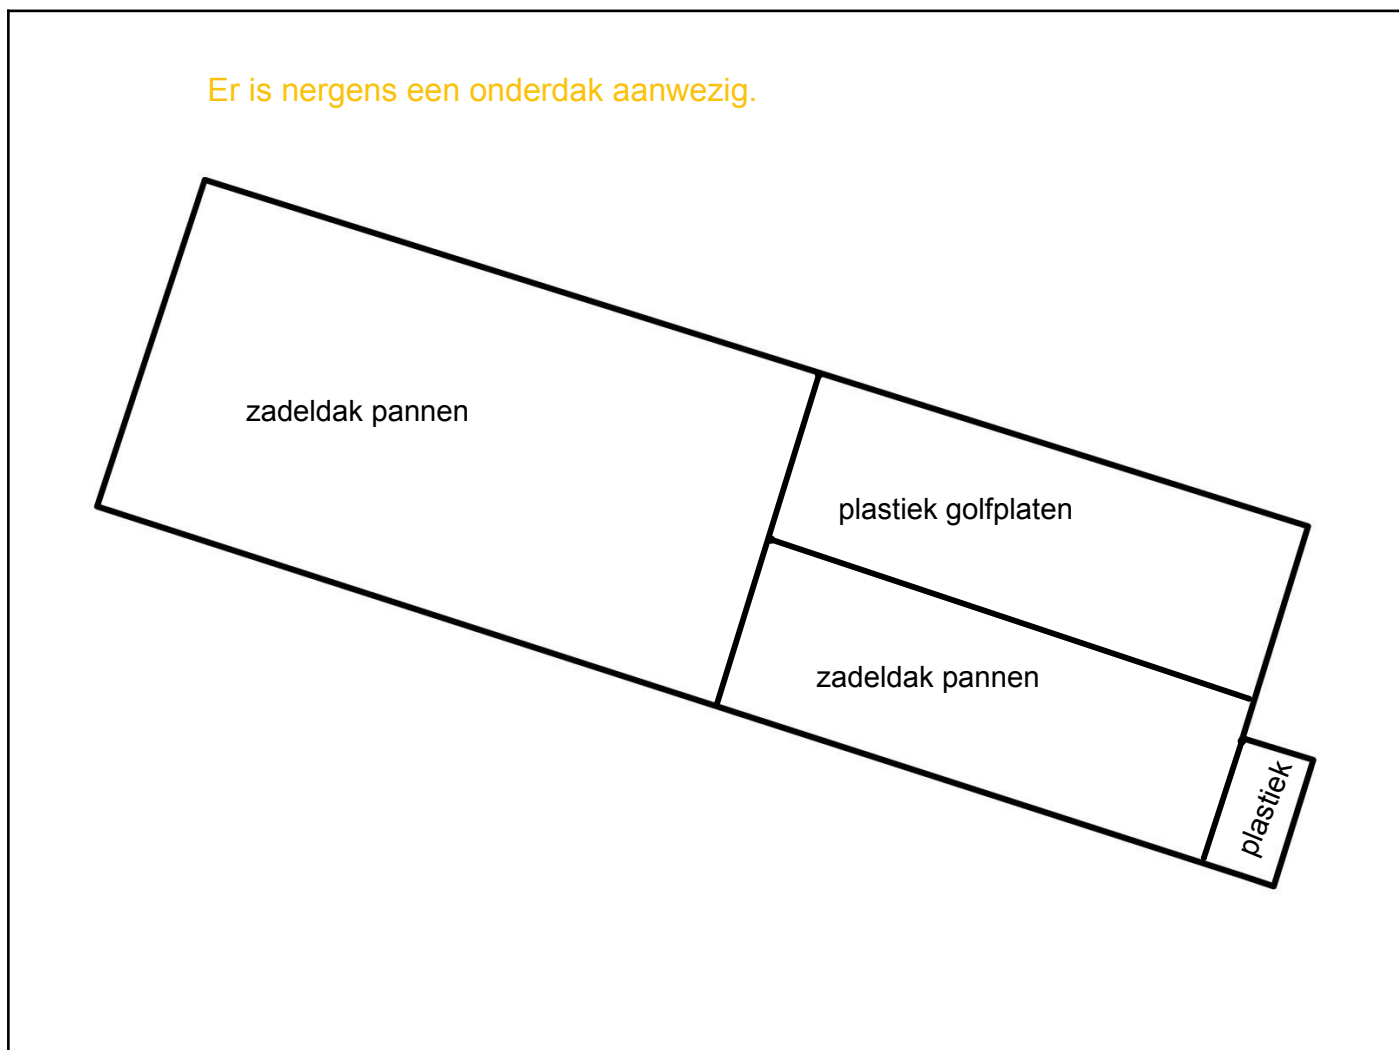 Er is nergens een onderdak aanwezig.
zadeldak pannen
plastiek golfplaten
zadeldak pannen
plastiek